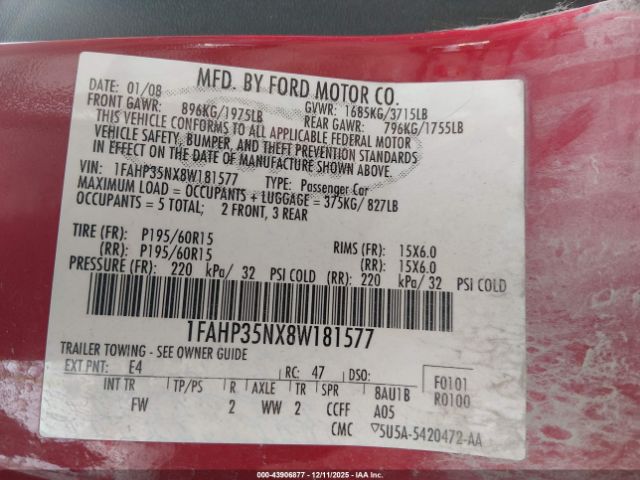 MFD. BY FORD MOTOR CO.
DATE: 01/08 GVWR: 1685KG/3715LB
FRONT GAWR: 896KG/1975LB REAR GAWR: 796KG/1755LB
THIS VEHICLE CONFORMS TO ALL APPLICABLE FEDERAL MOTOR
VEHICLE SAFETY, BUMPER, AND THEFT PREVENTION STANDARDS
IN EFFECT ON THE DATE OF MANUFACTURE SHOWN ABOVE.
VIN: 1FAHP35NX8W181577 TYPE: Passenger Car
MAXIMUM LOAD = OCCUPANTS + LUGGAGE = 375KG/ 827LB
OCCUPANTS = 5 TOTAL; 2 FRONT, 3 REAR
TIRE (FR): P195/60R15 RIMS (FR): 15X6.0
(RR): P195/60R15 (RR): 15X6.0
PRESSURE (FR): 220 kPa/ 32 PSI COLD (RR): 220 kPa/ 32 PSI COLD
1FAHP35NX8W181577
TRAILER TOWING - SEE OWNER GUIDE
EXT PNT: E4 RC: 47 DSO: F0101
INT TR TP/PS R AXLE TR SPR 8AU1B R0100
FW 2 WW 2 CCFF A05
CMC ▽5U5A-5420472-AA
000-43906877 - 12/11/2025 - Copart